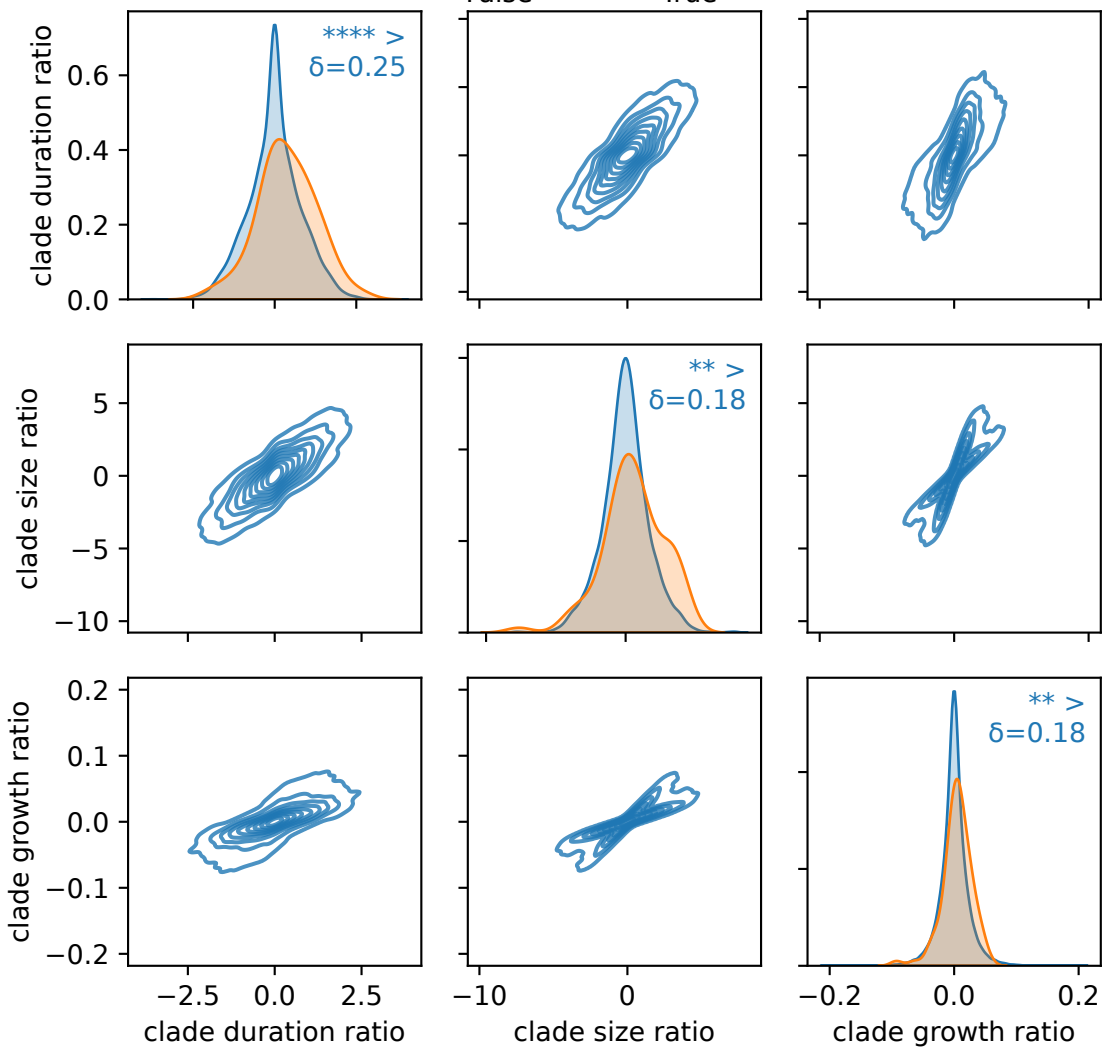 False True
clade duration ratio
0.6
0.4
0.2
0.0
**** >
δ=0.25
clade size ratio
5
0
−5
−10
** >
δ=0.18
clade growth ratio
0.2
0.1
0.0
−0.1
−0.2
** >
δ=0.18
−2.5 0.0 2.5
−10 0
−0.2 0.0 0.2
clade duration ratio
clade size ratio
clade growth ratio